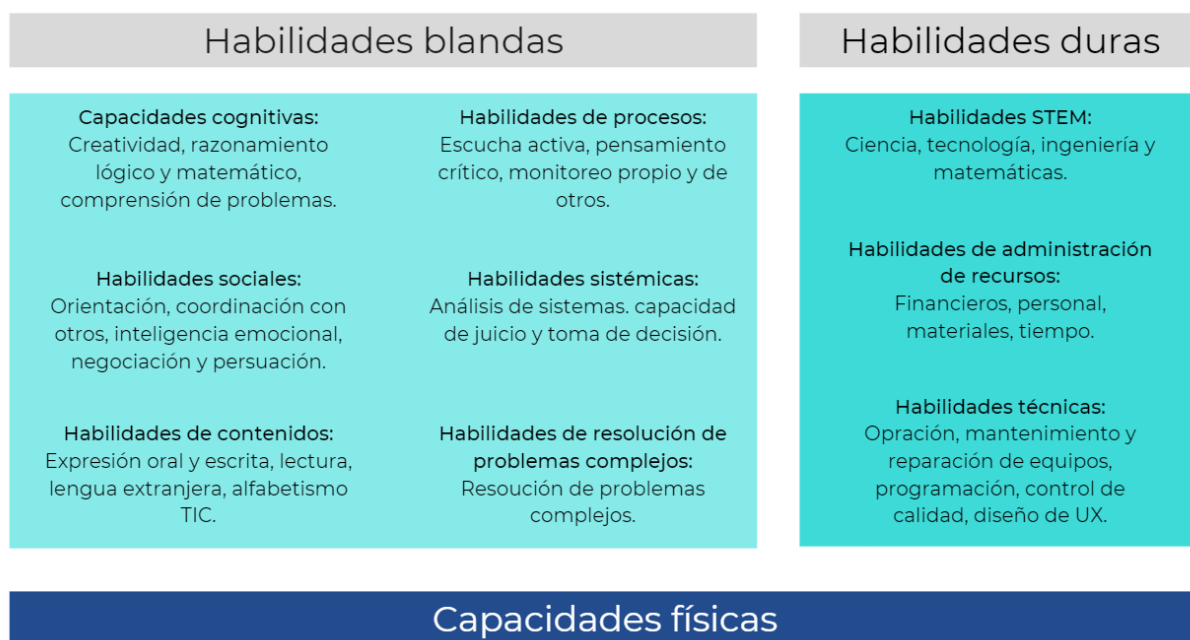 Habilidades blandas
Capacidades cognitivas:
Creatividad, razonamiento
lógico y matemático,
comprensión de problemas.
Habilidades de procesos:
Escucha activa, pensamiento
crítico, monitoreo propio y de
otros.
Habilidades sociales:
Orientación, coordinación con
otros, inteligencia emocional,
negociación y persuación.
Habilidades sistémicas:
Análisis de sistemas. capacidad
de juicio y toma de decisión.
Habilidades de contenidos:
Expresión oral y escrita, lectura,
lengua extranjera, alfabetismo
TIC.
Habilidades de resolución de
problemas complejos:
Resoución de problemas
complejos.
Habilidades duras
Habilidades STEM:
Ciencia, tecnología, ingeniería y
matemáticas.
Habilidades de administración
de recursos:
Financieros, personal,
materiales, tiempo.
Habilidades técnicas:
Opración, mantenimiento y
reparación de equipos,
programación, control de
calidad, diseño de UX.
Capacidades físicas